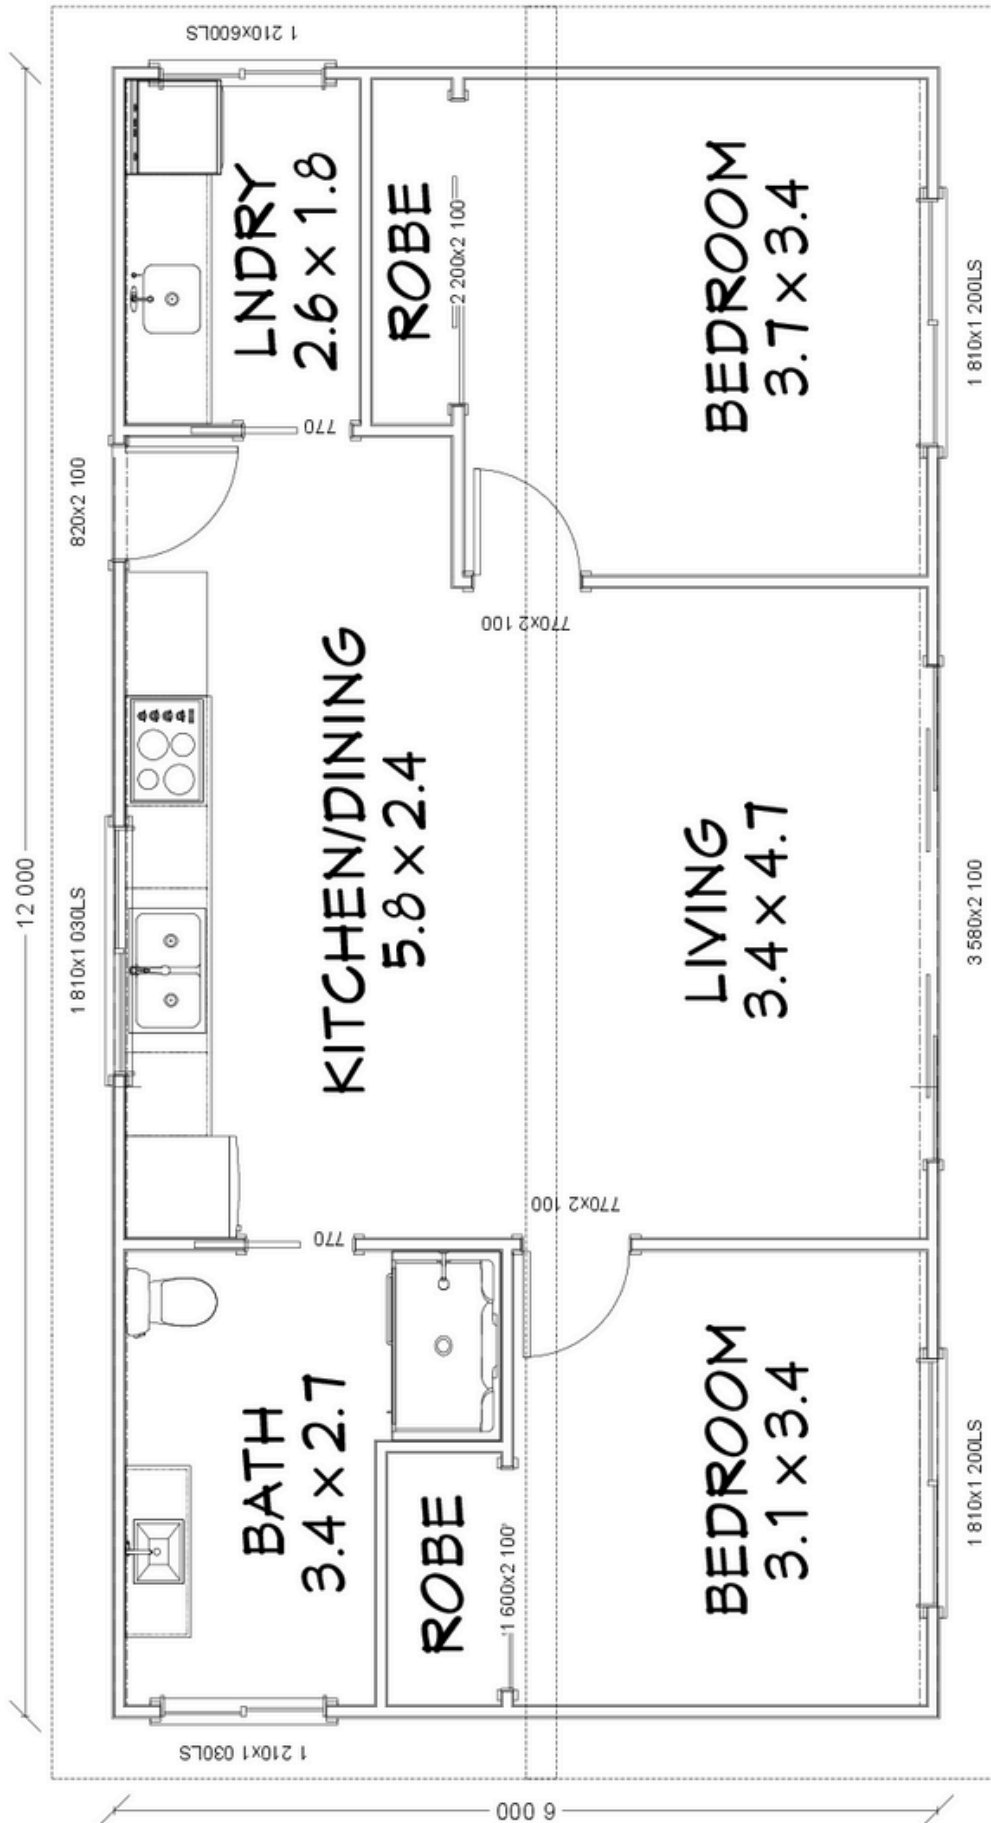 1 210x600LS
12 000
LNDRY
2.6 x 1.8
ROBE
2 200x2 100
BEDROOM
3.7 x 3.4
1 810x1 200LS
770
820x2 100
770x2 100
KITCHEN/DINING
5.8 x 2.4
1 810x1 030LS
LIVING
3.4 x 4.7
3 580x2 100
770x2 100
770
BATH
3.4 x 2.7
ROBE
1 600x2 100
BEDROOM
3.1 x 3.4
1 810x1 200LS
1 210x1 030LS
6 000